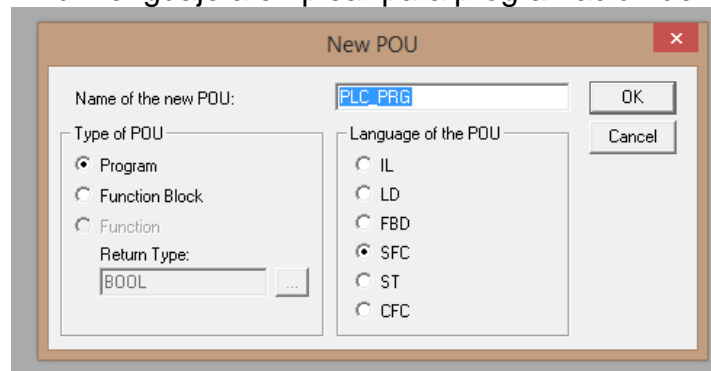 New POU
Name of the new POU:
PLC_PRG
OK
Cancel
Type of POU
Program
Function Block
Function
Return Type:
BOOL
...
Language of the POU
IL
LD
FBD
SFC
ST
CFC